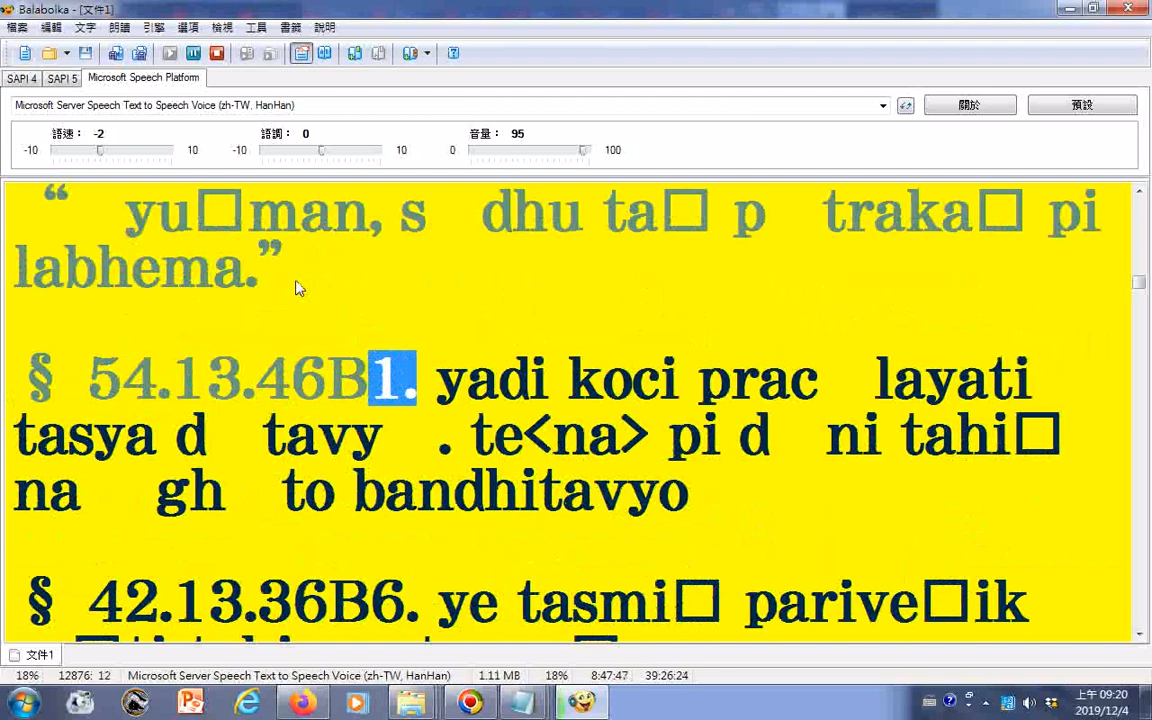 Balabolka - [文件1]
檔案 編輯 文字 朗讀 引擎 選項 檢視 工具 書籤 說明
SAPI 4 SAPI 5 Microsoft Speech Platform
Microsoft Server Speech Text to Speech Voice (zh-TW, HanHan) 關於 預設
語速： -2 語調： 0 音量： 95
-10 10 -10 10 0 100
“ yu□man, s dhu ta□ p traka□ pi
labhema.”
§ 54.13.46B1. yadi koci prac layati
tasya d tavy . te<na> pi d ni tahi□
na gh to bandhitavyo
§ 42.13.36B6. ye tasmi□ parive□ik
文件1
18% 12876: 12 Microsoft Server Speech Text to Speech Voice (zh-TW, HanHan) 1.11 MB 18% 8:47:47 39:26:24
上午 09:20
2019/12/4